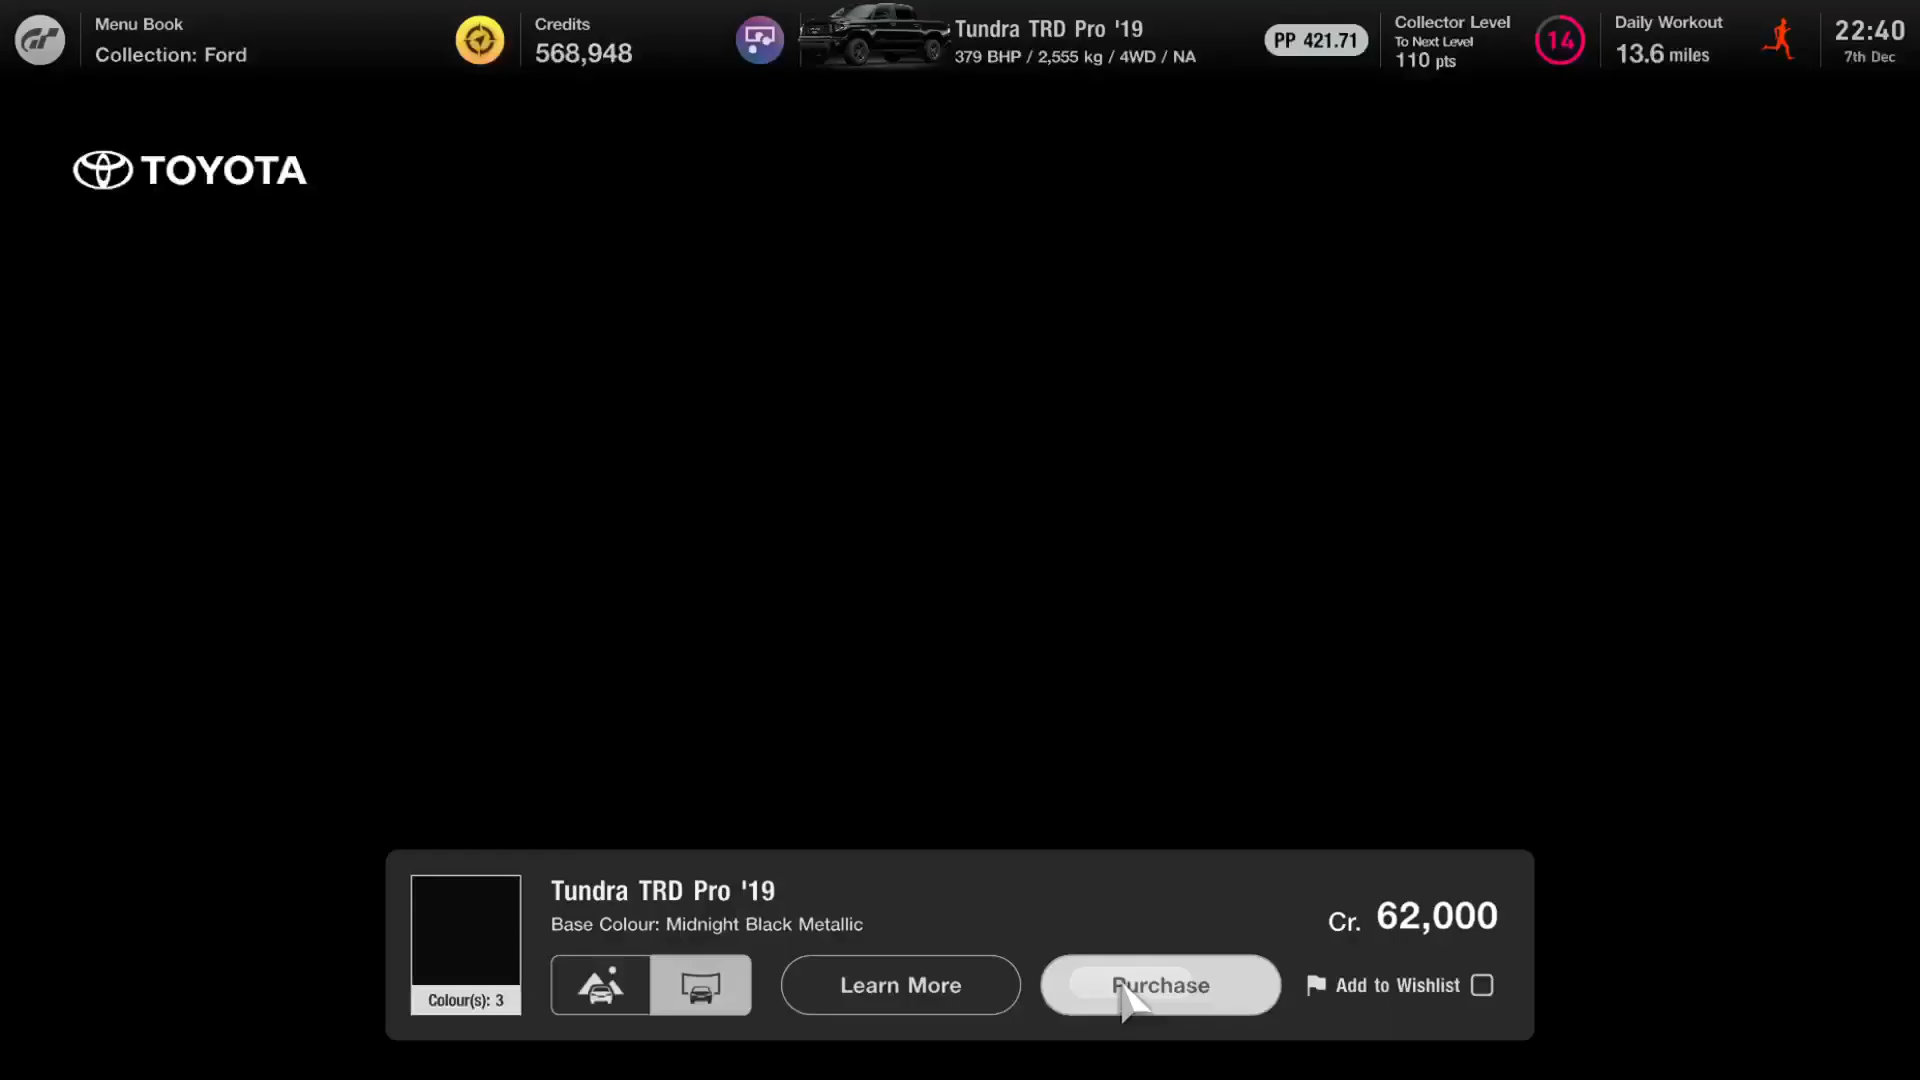 Menu Book
Collection: Ford
Credits
568,948
Tundra TRD Pro '19
379 BHP / 2,555 kg / 4WD / NA
PP 421.71
Collector Level
To Next Level
110 pts
14
Daily Workout
13.6 miles
22:40
7th Dec
TOYOTA
Tundra TRD Pro '19
Base Colour: Midnight Black Metallic
Cr. 62,000
Colour(s): 3
Learn More
Purchase
Add to Wishlist